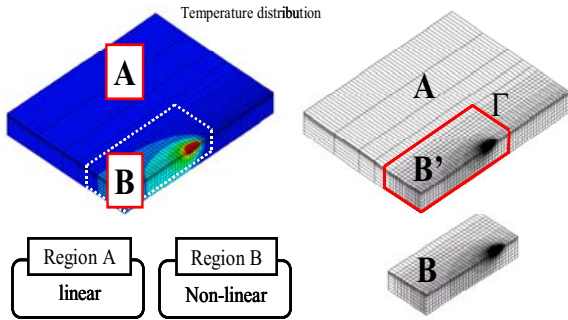 Temperature distribution
A
B
A
Γ
B'
B
Region A
linear
Region B
Non-linear